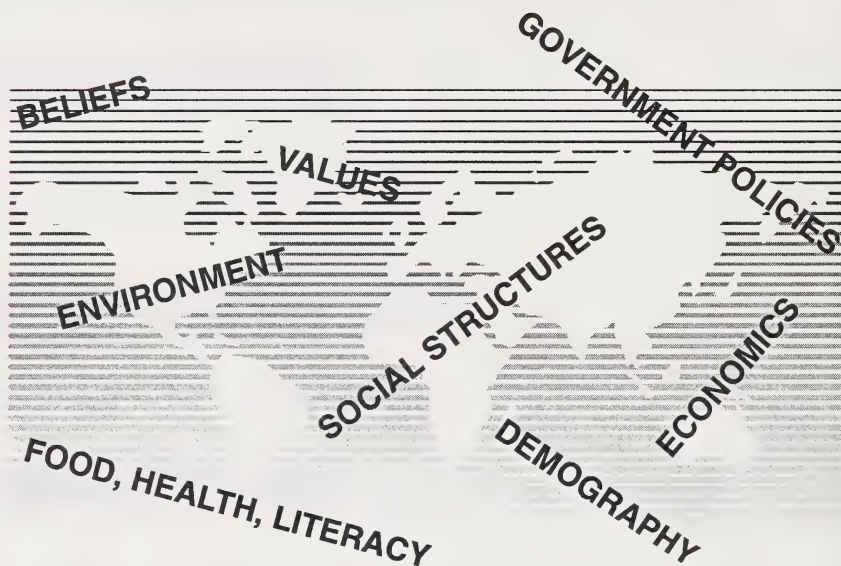 GOVERNMENT POLICIES
BELIEFS
VALUES
ENVIRONMENT
SOCIAL STRUCTURES
ECONOMICS
FOOD, HEALTH, LITERACY
DEMOGRAPHY